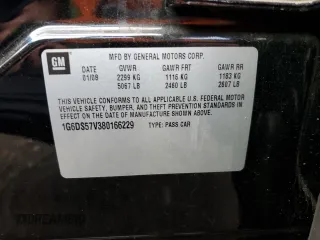 GM
MFD BY GENERAL MOTORS CORP.
DATE GVWR GAWR FRT GAWR RR
01/08 2299 KG 1116 KG 1183 KG
5067 LB 2460 LB 2607 LB
THIS VEHICLE CONFORMS TO ALL APPLICABLE U.S. FEDERAL MOTOR
VEHICLE SAFETY, BUMPER, AND THEFT PREVENTION STANDARDS
IN EFFECT ON THE DATE OF MANUFACTURE SHOWN ABOVE.
1G6DS57V380166229 TYPE: PASS CAR